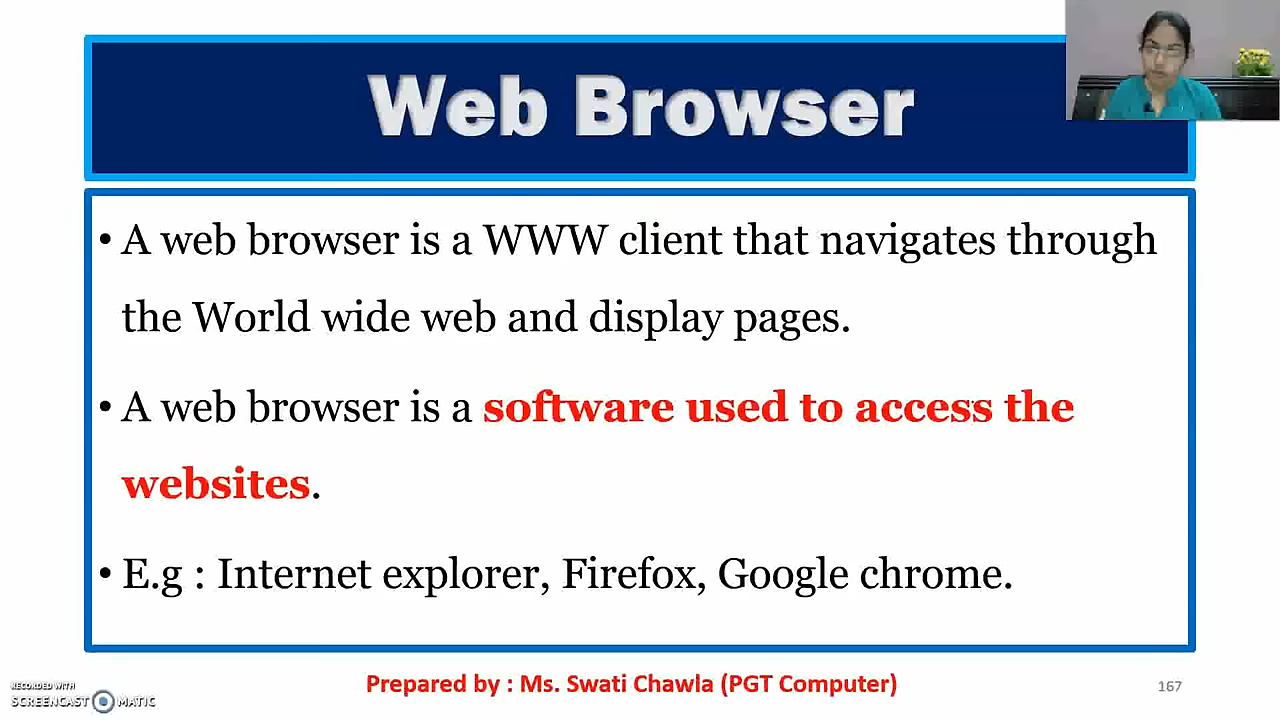 Web Browser
• A web browser is a WWW client that navigates through
the World wide web and display pages.
• A web browser is a software used to access the
websites.
• E.g : Internet explorer, Firefox, Google chrome.
Prepared by : Ms. Swati Chawla (PGT Computer)
167
RECORDED WITH
SCREENCAST MATIC